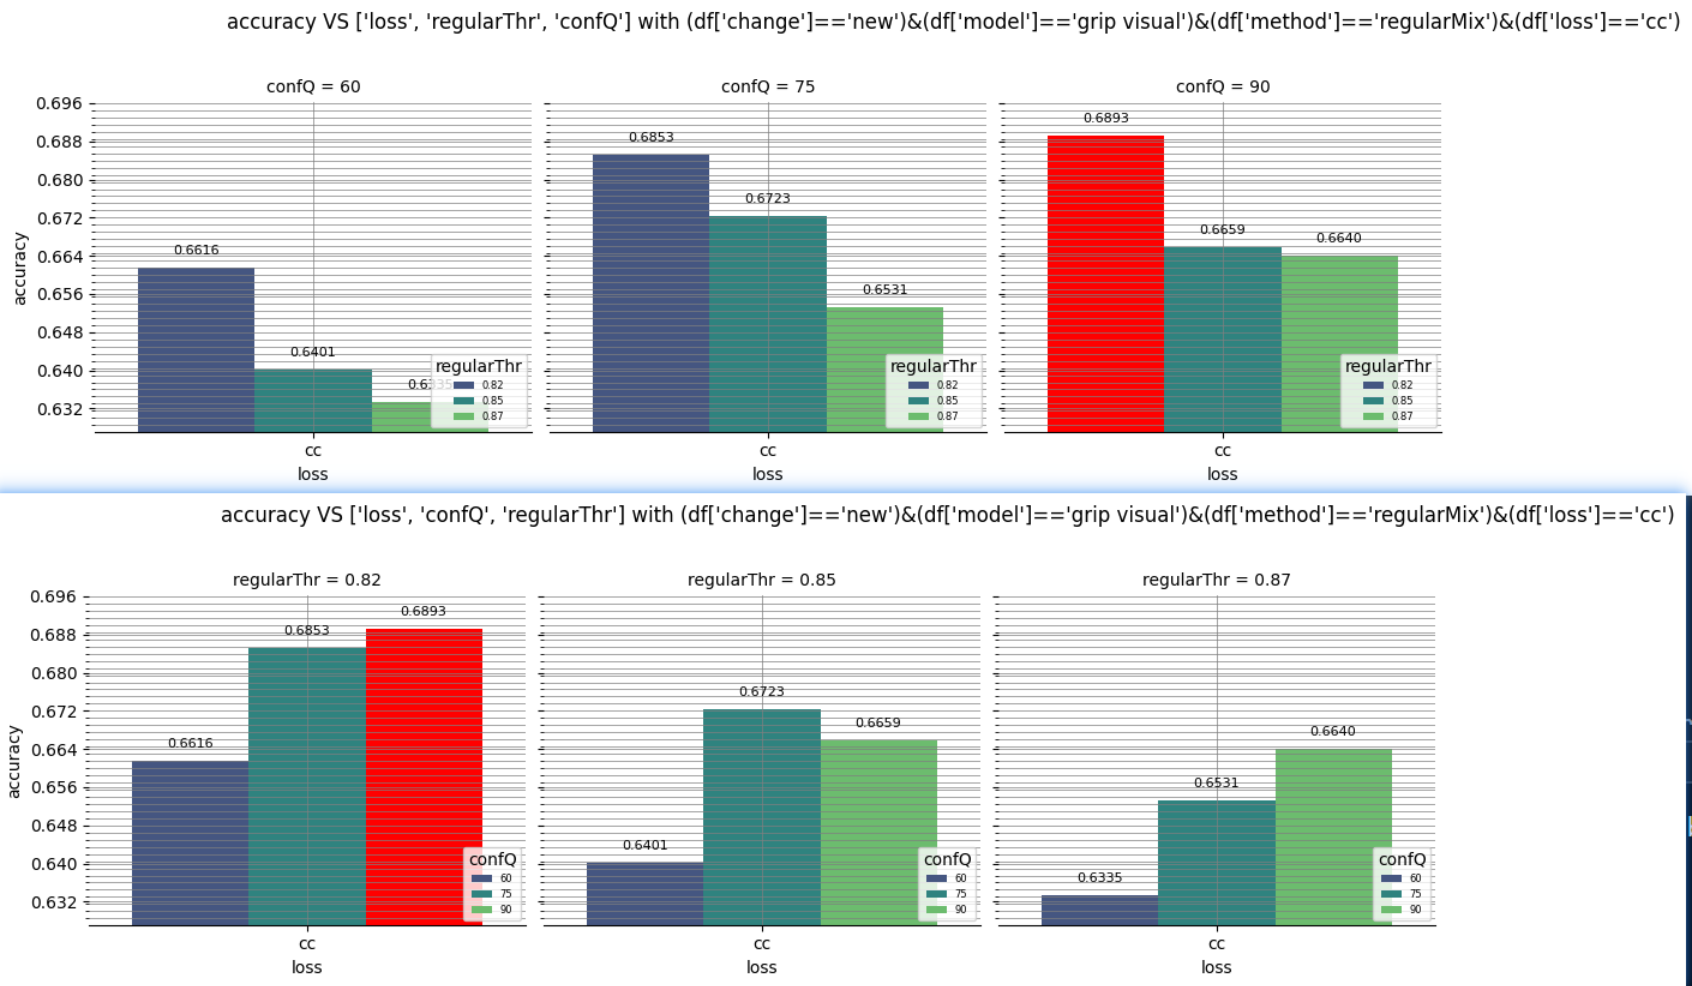 accuracy VS ['loss', 'regularThr', 'confQ'] with (df['change']=='new')&(df['model']=='grip visual')&(df['method']=='regularMix')&(df['loss']=='cc')
confQ = 60
confQ = 75
confQ = 90
accuracy
0.696
0.688
0.680
0.672
0.664
0.656
0.648
0.640
0.632
0.6616
0.6401
0.6335
regularThr
0.82
0.85
0.87
cc
loss
0.6853
0.6723
0.6531
regularThr
0.82
0.85
0.87
cc
loss
0.6893
0.6659
0.6640
regularThr
0.82
0.85
0.87
cc
loss
accuracy VS ['loss', 'confQ', 'regularThr'] with (df['change']=='new')&(df['model']=='grip visual')&(df['method']=='regularMix')&(df['loss']=='cc')
regularThr = 0.82
regularThr = 0.85
regularThr = 0.87
accuracy
0.696
0.688
0.680
0.672
0.664
0.656
0.648
0.640
0.632
0.6616
0.6853
0.6893
confQ
60
75
90
cc
loss
0.6401
0.6723
0.6659
confQ
60
75
90
cc
loss
0.6335
0.6531
0.6640
confQ
60
75
90
cc
loss